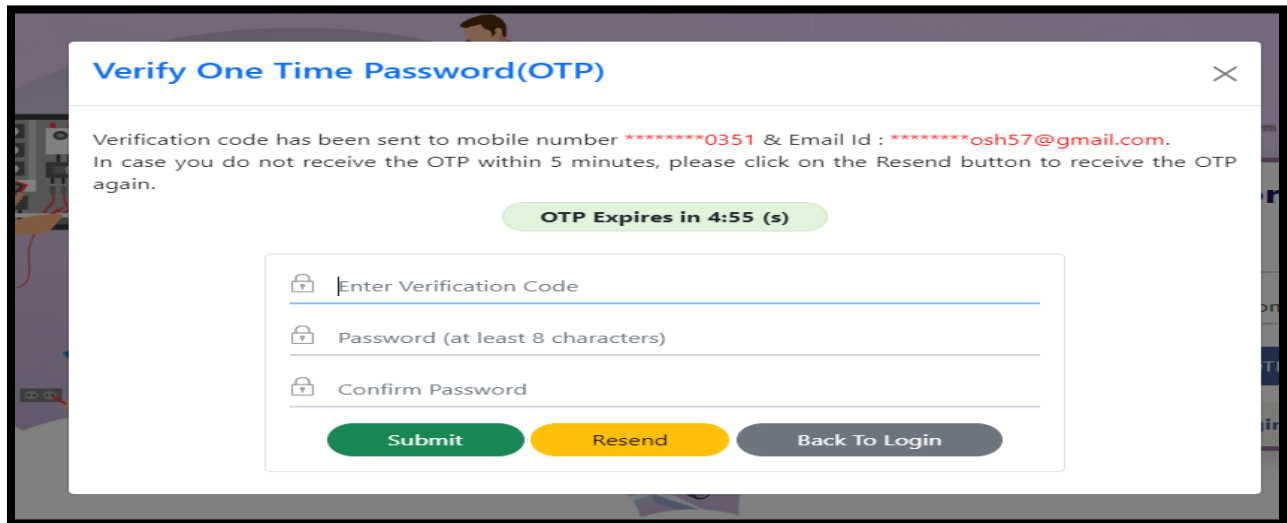 Verify One Time Password(OTP)
Verification code has been sent to mobile number ********0351 & Email Id : ********osh57@gmail.com.
In case you do not receive the OTP within 5 minutes, please click on the Resend button to receive the OTP
again.
OTP Expires in 4:55 (s)
Enter Verification Code
Password (at least 8 characters)
Confirm Password
Submit Resend Back To Login